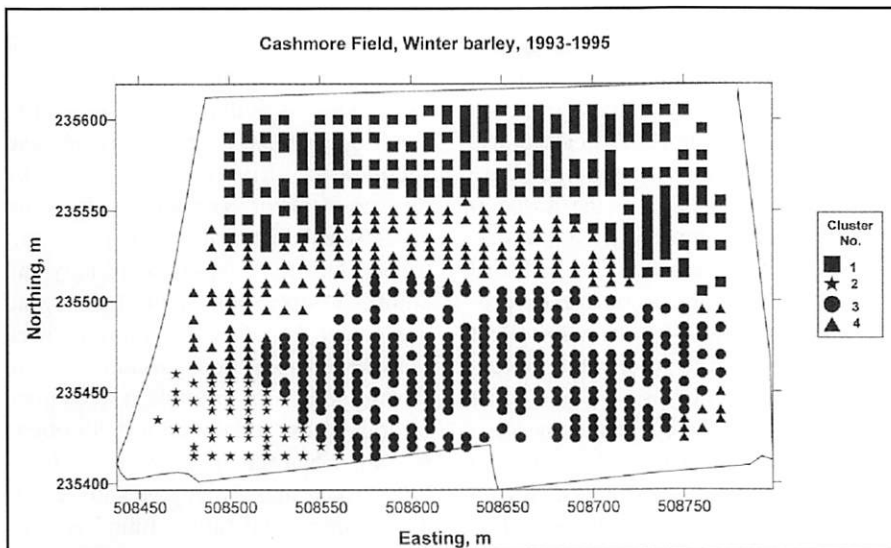 Cashmore Field, Winter barley, 1993-1995
235600
235550
235500
235450
235400
Northing, m
508450 508500 508550 508600 508650 508700 508750
Easting, m
Cluster
No.
1
2
3
4